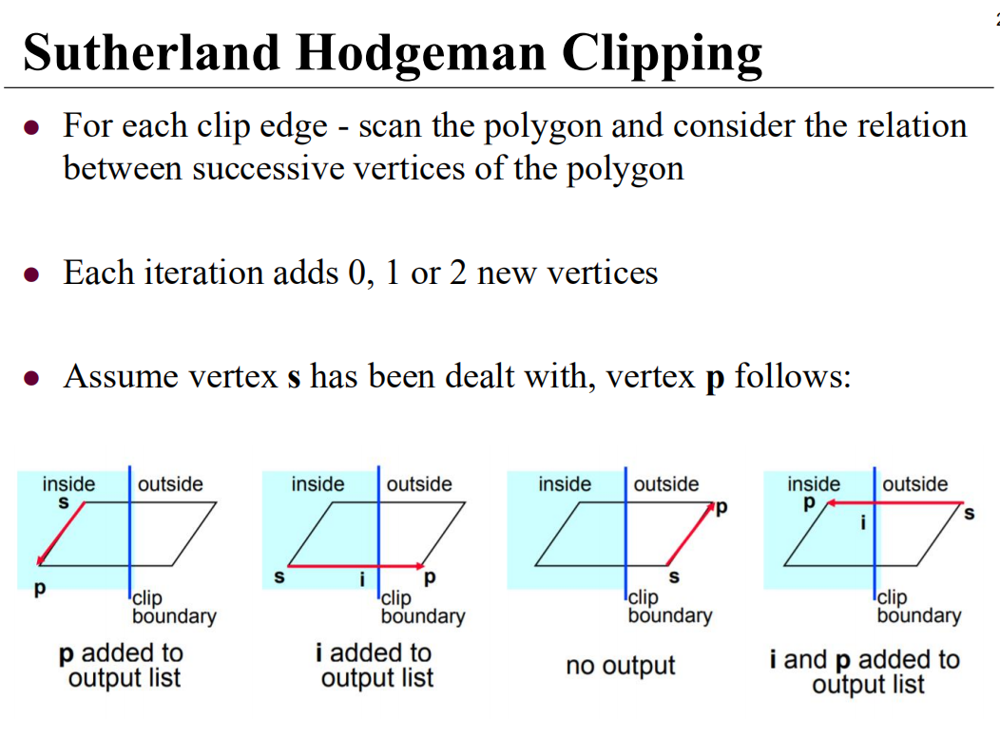 2
Sutherland Hodgeman Clipping
For each clip edge - scan the polygon and consider the relation
between successive vertices of the polygon
Each iteration adds 0, 1 or 2 new vertices
Assume vertex s has been dealt with, vertex p follows:
inside outside
s
p
clip
boundary
p added to
output list
inside outside
s i p
clip
boundary
i added to
output list
inside outside
p
s
clip
boundary
no output
inside outside
p s
i
clip
boundary
i and p added to
output list